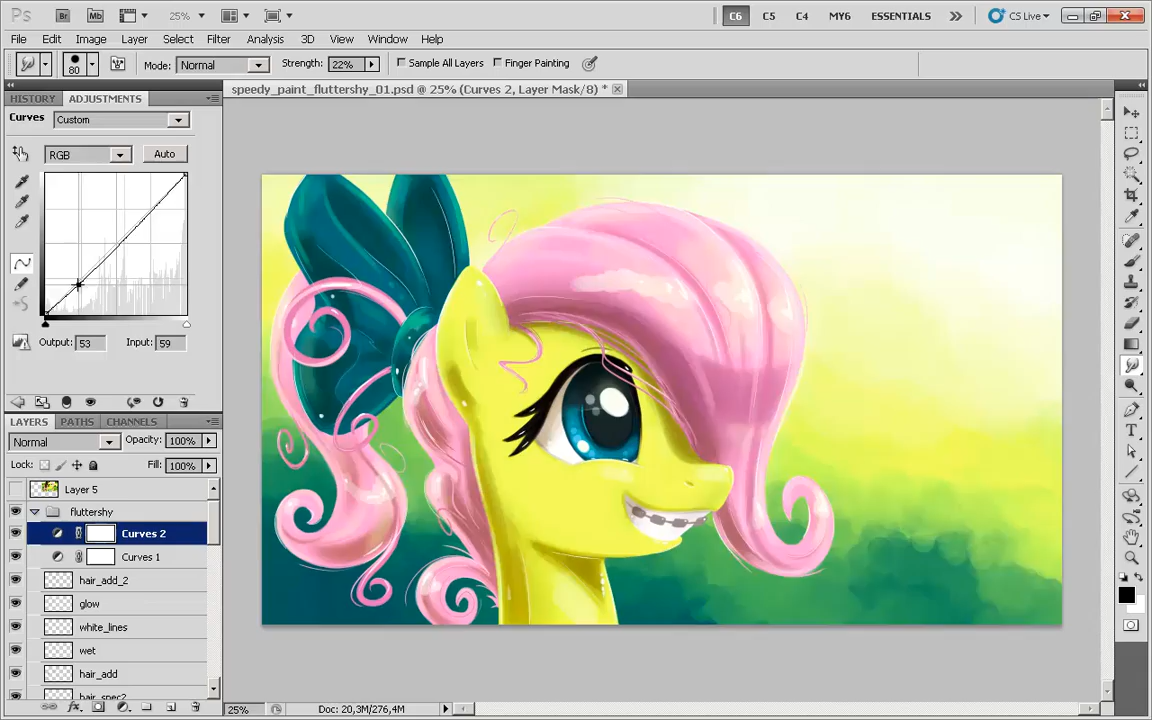 Ps Br Mb 25% C6 C5 C4 MY6 ESSENTIALS CS Live
File Edit Image Layer Select Filter Analysis 3D View Window Help
80 Mode: Normal Strength: 22% Sample All Layers Finger Painting
HISTORY ADJUSTMENTS
speedy_paint_fluttershy_01.psd @ 25% (Curves 2, Layer Mask/8) *
Curves Custom
RGB Auto
Output: 53 Input: 59
LAYERS PATHS CHANNELS
Normal Opacity: 100%
Lock: Fill: 100%
Layer 5
fluttershy
Curves 2
Curves 1
hair_add_2
glow
white_lines
wet
hair_add
hair_spec2
25% Doc: 20,3M/276,4M